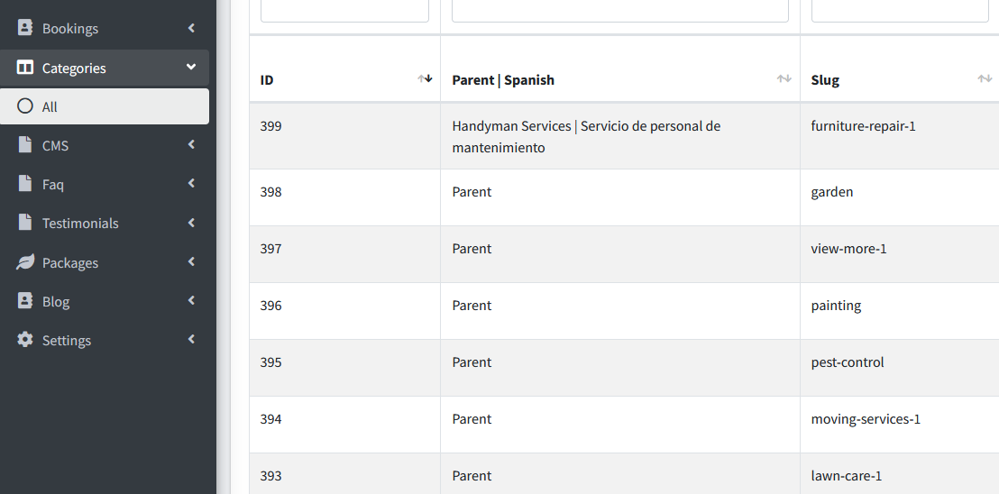 Bookings
Categories
All
CMS
Faq
Testimonials
Packages
Blog
Settings
ID Parent | Spanish Slug
399 Handyman Services | Servicio de personal de furniture-repair-1
mantenimiento
398 Parent garden
397 Parent view-more-1
396 Parent painting
395 Parent pest-control
394 Parent moving-services-1
393 Parent lawn-care-1